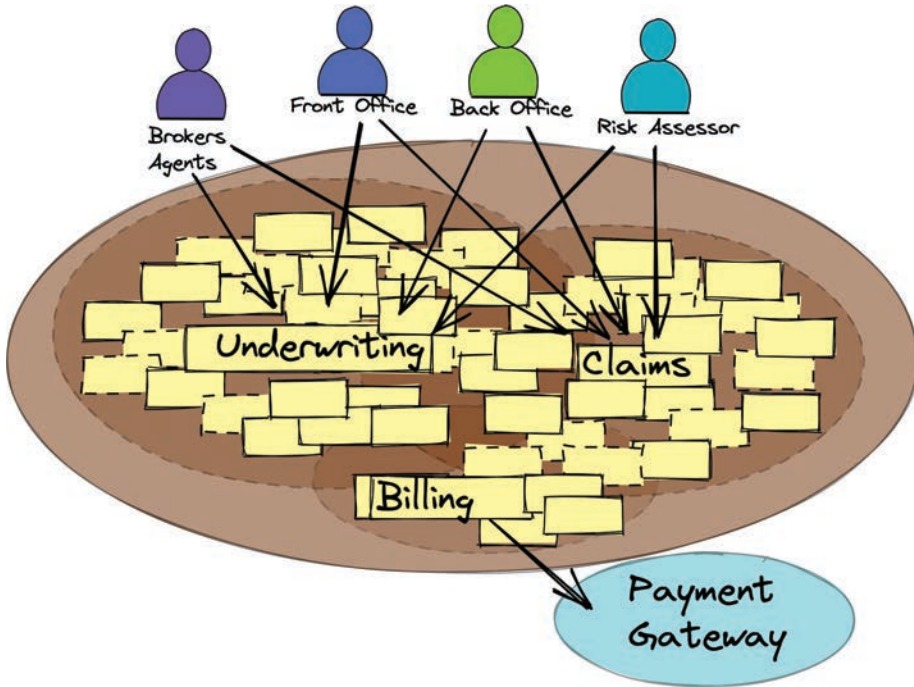 Brokers
Agents
Front Office
Back Office
Risk Assessor
Underwriting
Claims
Billing
Payment
Gateway